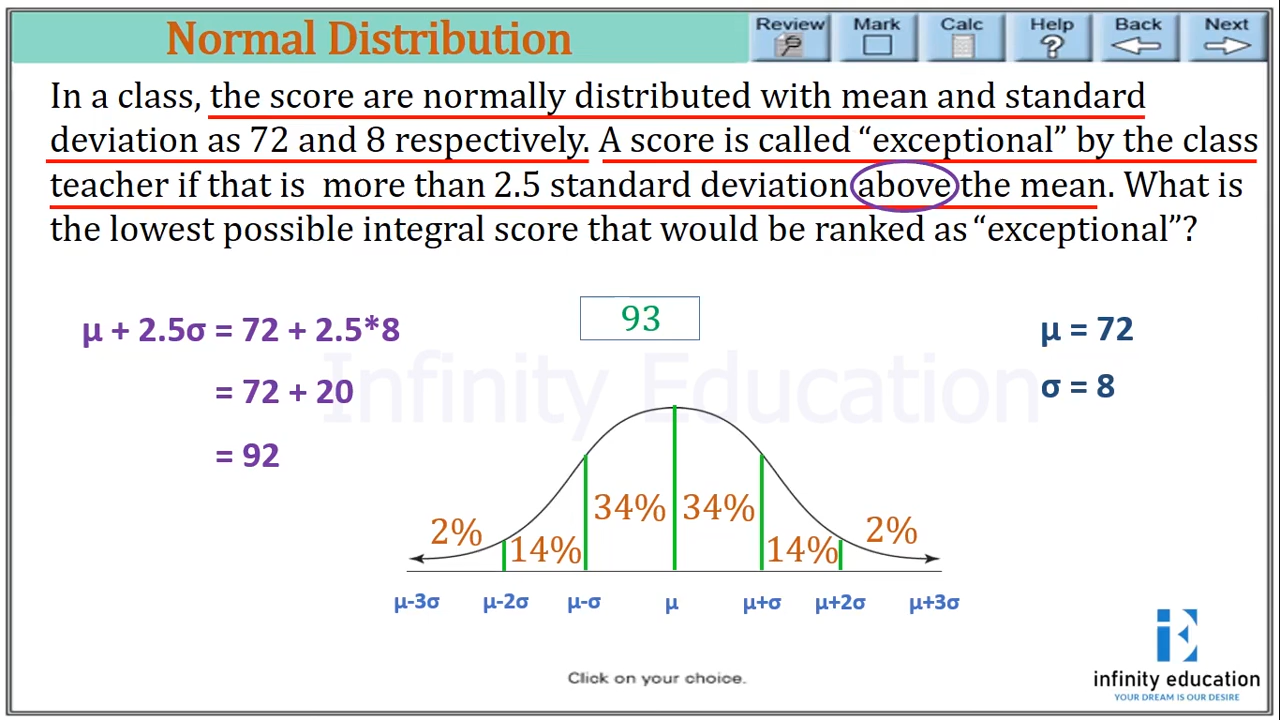 Normal Distribution
Review Mark Calc Help Back Next
In a class, the score are normally distributed with mean and standard
deviation as 72 and 8 respectively. A score is called “exceptional” by the class
teacher if that is more than 2.5 standard deviation above the mean. What is
the lowest possible integral score that would be ranked as “exceptional”?
μ + 2.5σ = 72 + 2.5*8
= 72 + 20
= 92
93
μ = 72
σ = 8
Infinity Education
2% 14% 34% 34% 14% 2%
μ-3σ μ-2σ μ-σ μ μ+σ μ+2σ μ+3σ
Click on your choice.
iE
infinity education
YOUR DREAM IS OUR DESIRE